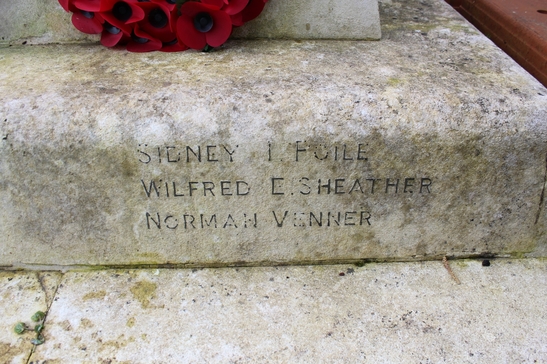 SIDNEY I. FOILE
WILFRED E. SHEATHER
NORMAN VENNER